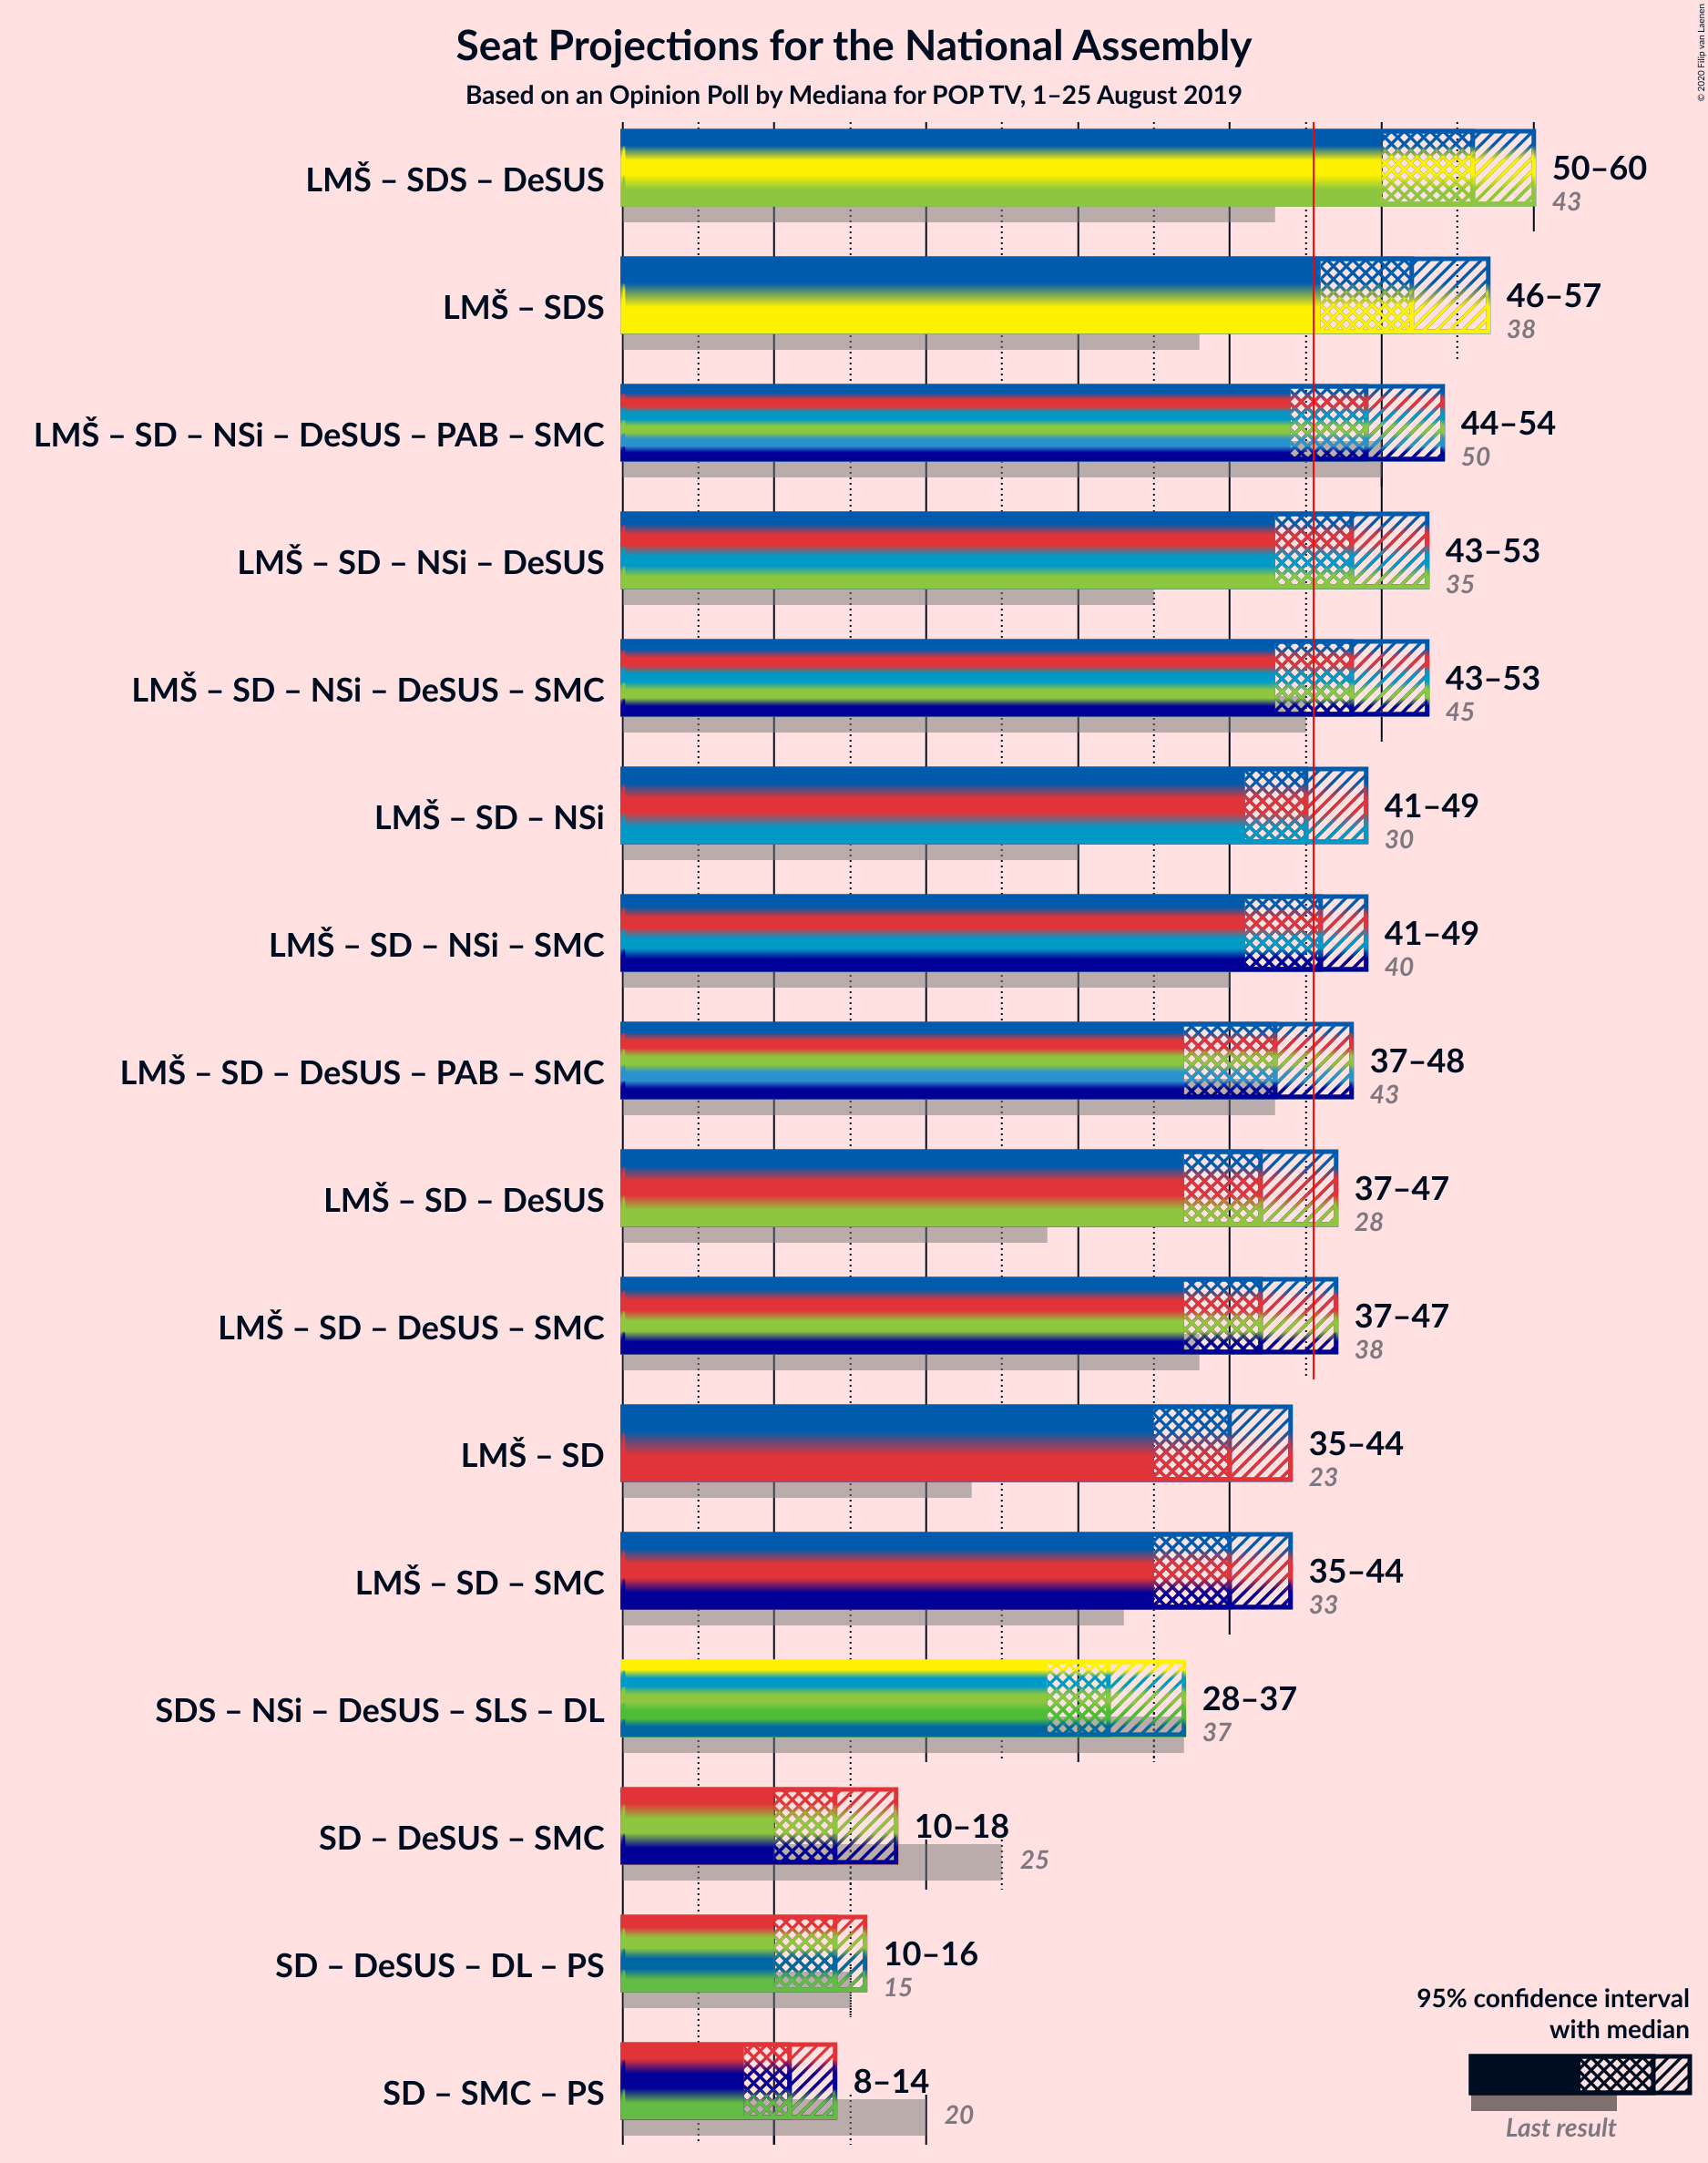 Seat Projections for the National Assembly
Based on an Opinion Poll by Mediana for POP TV, 1–25 August 2019
© 2020 Filip van Laenen
LMŠ – SDS – DeSUS
50–60
43
LMŠ – SDS
46–57
38
LMŠ – SD – NSi – DeSUS – PAB – SMC
44–54
50
LMŠ – SD – NSi – DeSUS
43–53
35
LMŠ – SD – NSi – DeSUS – SMC
43–53
45
LMŠ – SD – NSi
41–49
30
LMŠ – SD – NSi – SMC
41–49
40
LMŠ – SD – DeSUS – PAB – SMC
37–48
43
LMŠ – SD – DeSUS
37–47
28
LMŠ – SD – DeSUS – SMC
37–47
38
LMŠ – SD
35–44
23
LMŠ – SD – SMC
35–44
33
SDS – NSi – DeSUS – SLS – DL
28–37
37
SD – DeSUS – SMC
10–18
25
SD – DeSUS – DL – PS
10–16
15
SD – SMC – PS
8–14
20
95% confidence interval
with median
Last result